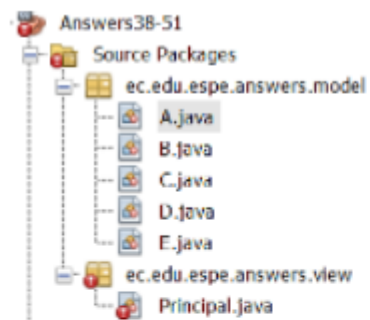 Answers38-51
Source Packages
ec.edu.espe.answers.model
A.java
B.java
C.java
D.java
E.java
ec.edu.espe.answers.view
Principal.java